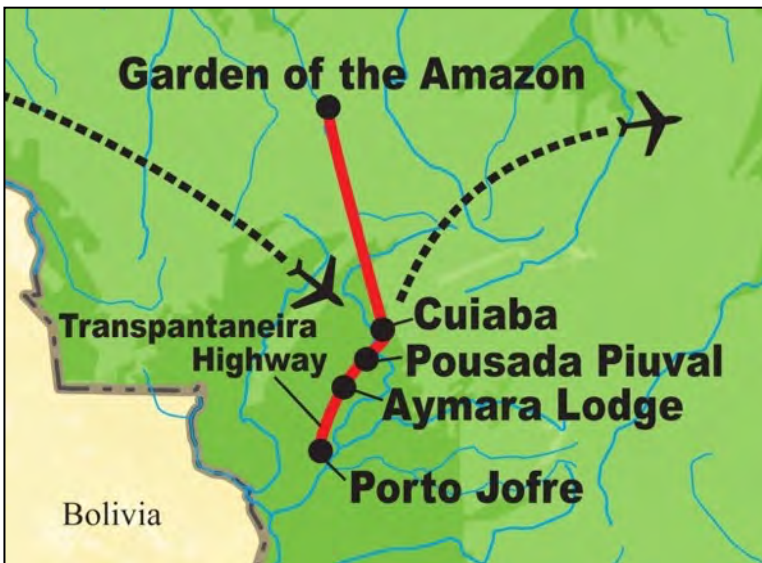 Garden of the Amazon
Cuiaba
Transpantaneira
Highway
Pousada Piuval
Aymara Lodge
Porto Jofre
Bolivia